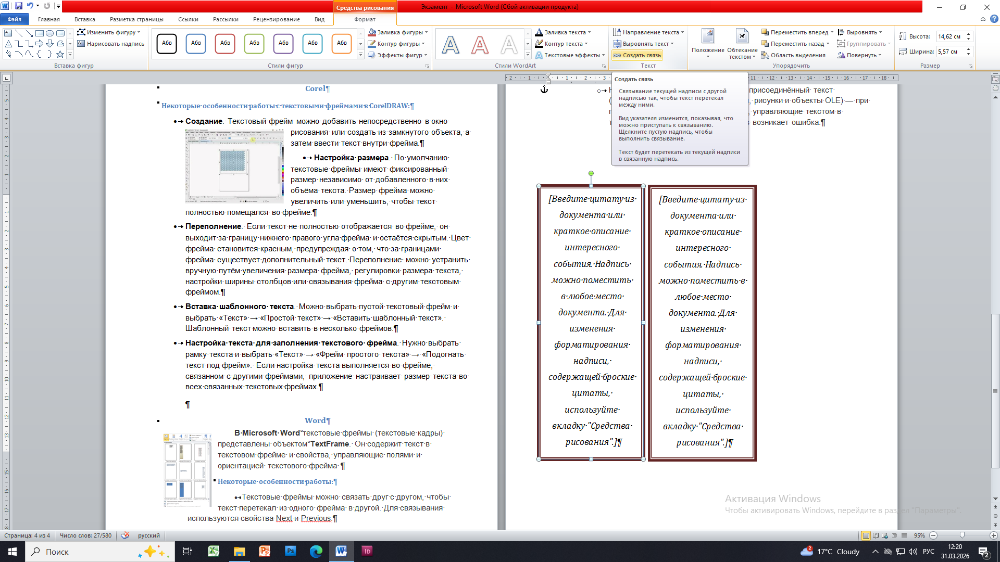 Средства рисования
Экзамент - Microsoft Word (Сбой активации продукта)
Файл
Главная
Вставка
Разметка страницы
Ссылки
Рассылки
Рецензирование
Вид
Формат
Изменить фигуру
Нарисовать надпись
Вставка фигур
Абв Абв Абв Абв Абв Абв Абв
Заливка фигуры
Контур фигуры
Эффекты фигур
Стили фигур
A A A
Заливка текста
Контур текста
Текстовые эффекты
Стили WordArt
Направление текста
Выровнять текст
Создать связь
Текст
Положение
Обтекание текстом
Переместить вперед
Переместить назад
Область выделения
Выровнять
Группировать
Повернуть
Упорядочить
Высота: 14,62 см
Ширина: 5,57 см
Размер
Создать связь
Связывание текущей надписи с другой
надписью так, чтобы текст перетекал
между ними.
Вид указателя изменится, показывая, что
можно приступать к связыванию.
Щелкните пустую надпись, чтобы
выполнить связывание.
Текст будет перетекать из текущей надписи
в связанную надпись.
Corel¶
Некоторые особенности работы с текстовыми фреймами в CorelDRAW:¶
Создание. Текстовый фрейм можно добавить непосредственно в окно
рисования или создать из замкнутого объекта, а
затем ввести текст внутри фрейма.¶
Настройка размера. По умолчанию
текстовые фреймы имеют фиксированный
размер независимо от добавленного в них
объёма текста. Размер фрейма можно
увеличить или уменьшить, чтобы текст
полностью помещался во фрейме.¶
Переполнение. Если текст не полностью отображается во фрейме, он
выходит за границу нижнего правого угла фрейма и остаётся скрытым. Цвет
фрейма становится красным, предупреждая о том, что за границами
фрейма существует дополнительный текст. Переполнение можно устранить
вручную путём увеличения размера фрейма, регулировки размера текста,
настройки ширины столбцов или связывания фрейма с другим текстовым
фреймом.¶
Вставка шаблонного текста. Можно выбрать пустой текстовый фрейм и
выбрать «Текст» → «Простой текст» → «Вставить шаблонный текст».
Шаблонный текст можно вставить в несколько фреймов.¶
Настройка текста для заполнения текстового фрейма. Нужно выбрать
рамку текста и выбрать «Текст» → «Фрейм простого текста» → «Подогнать
текст под фрейм». Если настройка текста выполняется во фрейме,
связанном с другими фреймами, приложение настраивает размер текста во
всех связанных текстовых фреймах.¶
¶
Word¶
В Microsoft Word°текстовые фреймы (текстовые кадры)
представлены объектом°TextFrame. Он содержит текст в
текстовом фрейме и свойства, управляющие полями и
ориентацией текстового фрейма ¶
Некоторые особенности работы:¶
Текстовые фреймы можно связать друг с другом, чтобы
текст перетекал из одного фрейма в другой. Для связывания
используются свойства Next и Previous.¶
присоединённый текст
рисунки и объекты OLE) — при
управляющие текстом в
возникает ошибка.¶
[Введите цитату из
документа или
краткое описание
интересного
события. Надпись
можно поместить
в любое место
документа. Для
изменения
форматирования
надписи,
содержащей броские
цитаты,
используйте
вкладку "Средства
рисования".]¶
[Введите цитату из
документа или
краткое описание
интересного
события. Надпись
можно поместить в
любое место
документа. Для
изменения
форматирования
надписи,
содержащей броские
цитаты,
используйте
вкладку "Средства
рисования".]¶
Активация Windows
Чтобы активировать Windows, перейдите в раздел "Параметры".
Страница: 4 из 4
Число слов: 27/580
русский
95%
Поиск
17°C Cloudy
РУС
12:20
31.03.2026